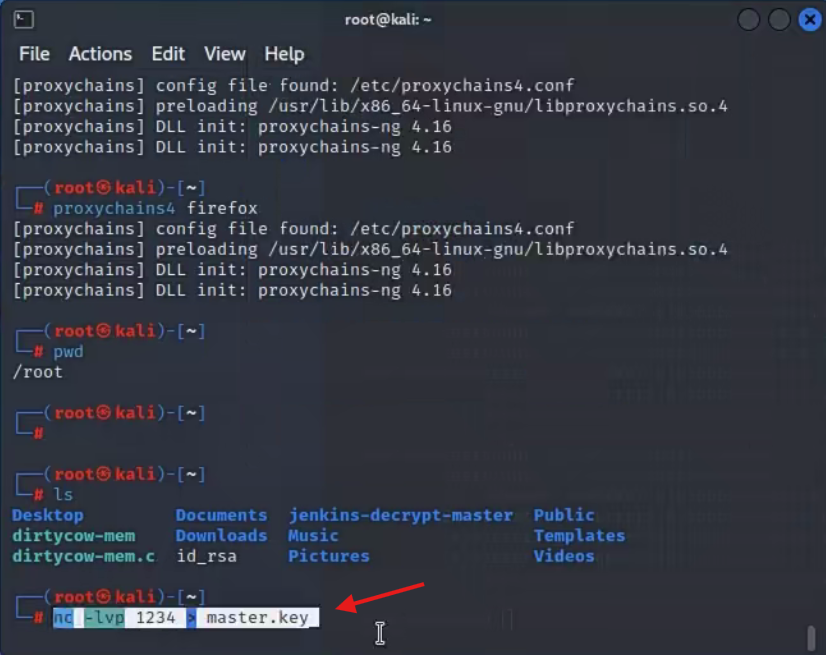 root@kali: ~
File Actions Edit View Help
[proxychains] config file found: /etc/proxychains4.conf
[proxychains] preloading /usr/lib/x86_64-linux-gnu/libproxychains.so.4
[proxychains] DLL init: proxychains-ng 4.16
[proxychains] DLL init: proxychains-ng 4.16
┌──(root㉿kali)-[~]
└─# proxychains4 firefox
[proxychains] config file found: /etc/proxychains4.conf
[proxychains] preloading /usr/lib/x86_64-linux-gnu/libproxychains.so.4
[proxychains] DLL init: proxychains-ng 4.16
[proxychains] DLL init: proxychains-ng 4.16
┌──(root㉿kali)-[~]
└─# pwd
/root
┌──(root㉿kali)-[~]
└─#
┌──(root㉿kali)-[~]
└─# ls
Desktop Documents jenkins-decrypt-master Public
dirtycow-mem Downloads Music Templates
dirtycow-mem.c id_rsa Pictures Videos
┌──(root㉿kali)-[~]
└─# nc -lvp 1234 > master.key